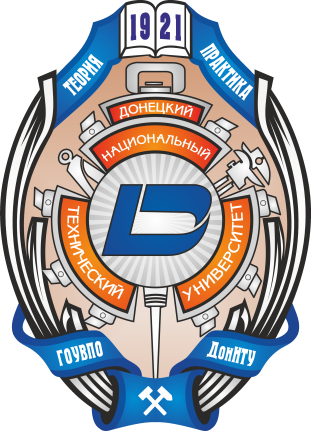 1921
ТЕОРИЯ
ПРАКТИКА
ДОНЕЦКИЙ
НАЦИОНАЛЬНЫЙ
ТЕХНИЧЕСКИЙ
УНИВЕРСИТЕТ
ГОУВПО
ДонНТУ